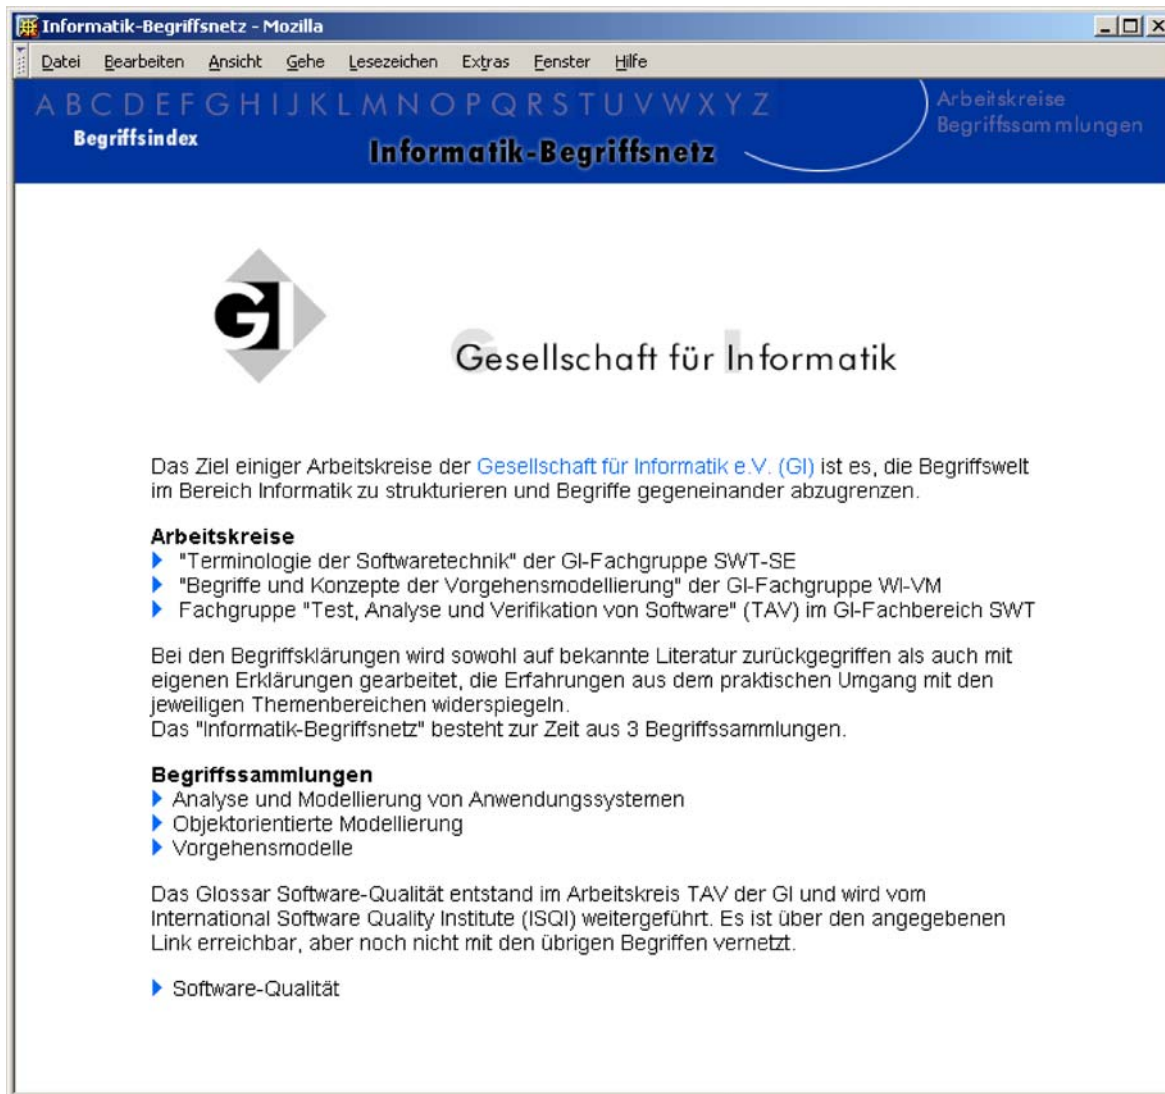 Informatik-Begriffsnetz - Mozilla
Datei Bearbeiten Ansicht Gehe Lesezeichen Extras Fenster Hilfe
A B C D E F G H I J K L M N O P Q R S T U V W X Y Z
Arbeitskreise
Begriffssammlungen
Begriffsindex
Informatik-Begriffsnetz
GI
Gesellschaft für Informatik
Das Ziel einiger Arbeitskreise der Gesellschaft für Informatik e.V. (GI) ist es, die Begriffswelt
im Bereich Informatik zu strukturieren und Begriffe gegeneinander abzugrenzen.
Arbeitskreise
"Terminologie der Softwaretechnik" der GI-Fachgruppe SWT-SE
"Begriffe und Konzepte der Vorgehensmodellierung" der GI-Fachgruppe WI-VM
Fachgruppe "Test, Analyse und Verifikation von Software" (TAV) im GI-Fachbereich SWT
Bei den Begriffsklärungen wird sowohl auf bekannte Literatur zurückgegriffen als auch mit
eigenen Erklärungen gearbeitet, die Erfahrungen aus dem praktischen Umgang mit den
jeweiligen Themenbereichen widerspiegeln.
Das "Informatik-Begriffsnetz" besteht zur Zeit aus 3 Begriffssammlungen.
Begriffssammlungen
Analyse und Modellierung von Anwendungssystemen
Objektorientierte Modellierung
Vorgehensmodelle
Das Glossar Software-Qualität entstand im Arbeitskreis TAV der GI und wird vom
International Software Quality Institute (ISQI) weitergeführt. Es ist über den angegebenen
Link erreichbar, aber noch nicht mit den übrigen Begriffen vernetzt.
Software-Qualität